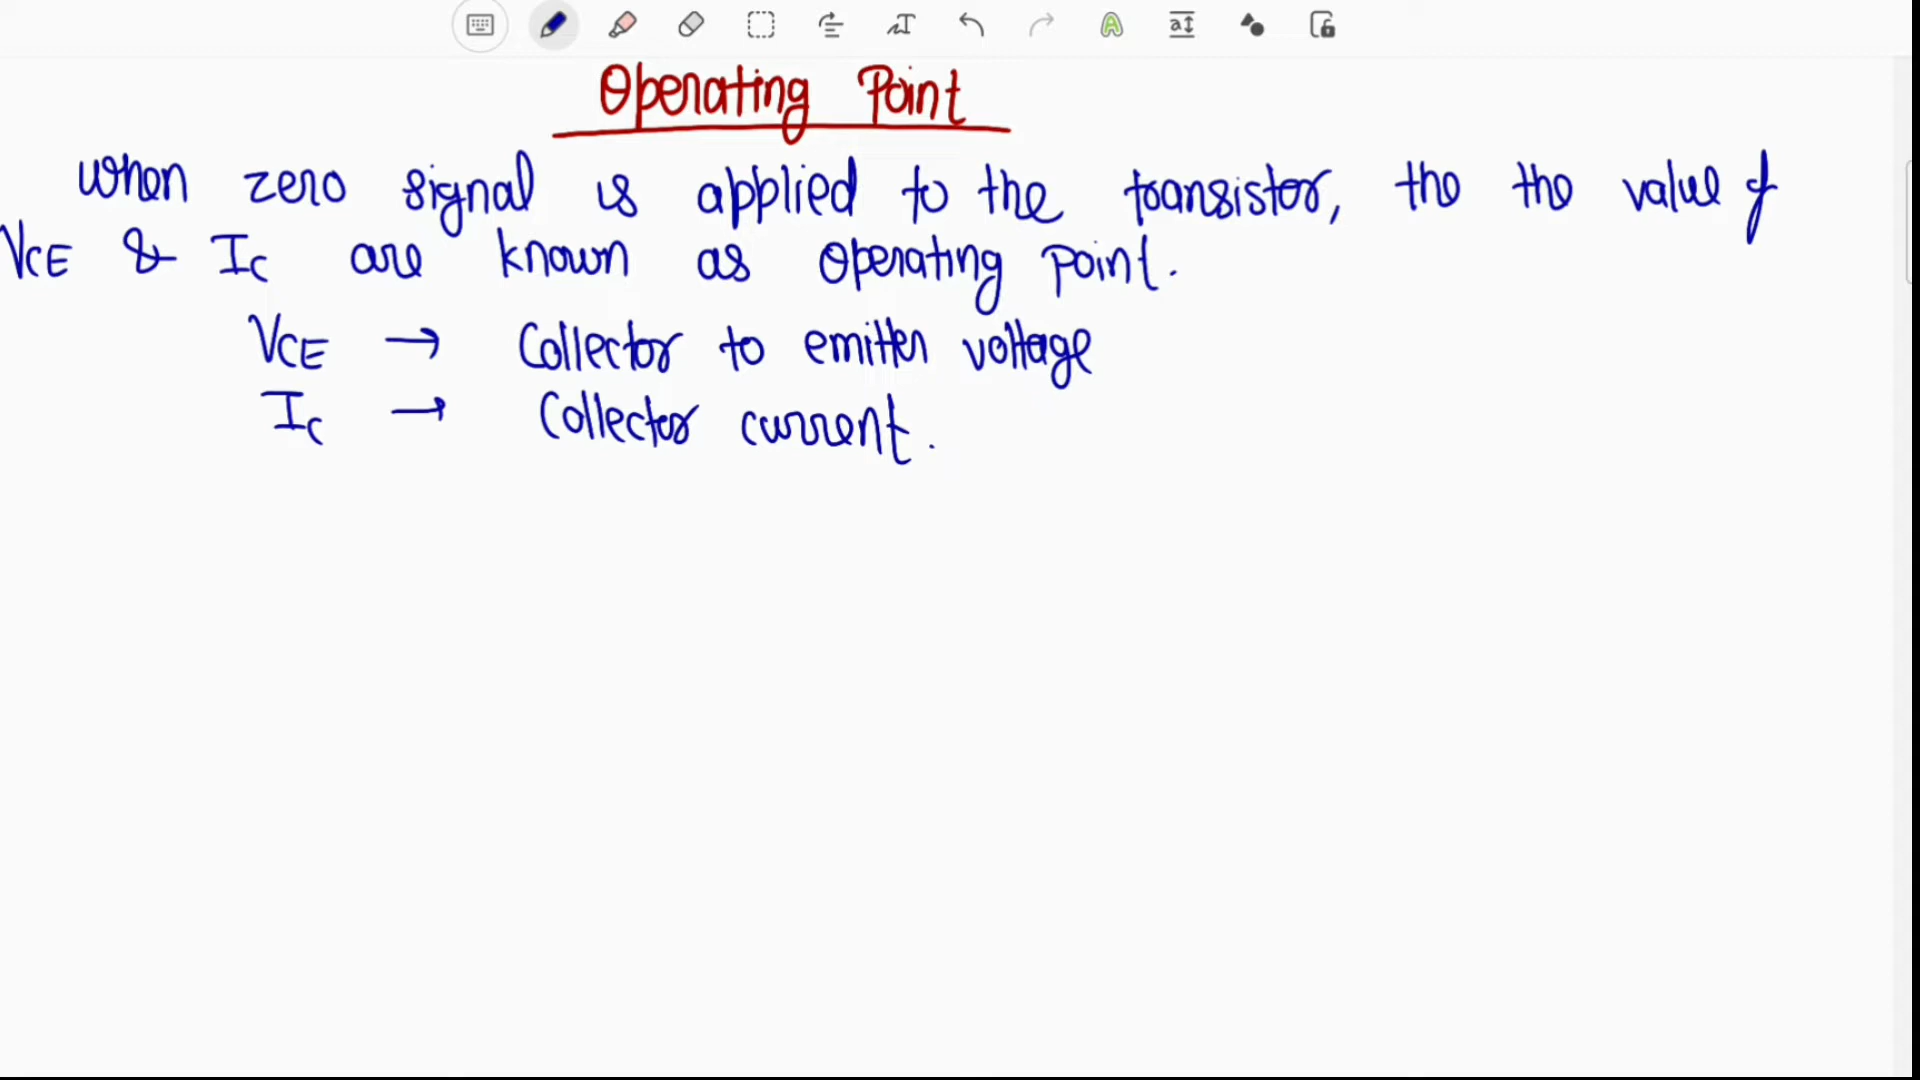 Operating Point
when zero signal is applied to the transistor, the the value of
VCE & IC are known as operating point.
VCE → Collector to emitter voltage
IC → Collector current.